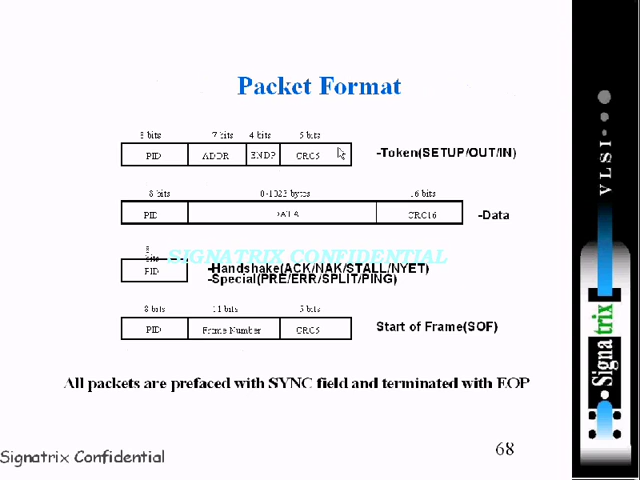 Packet Format
8 bits 7 bits 4 bits 5 bits
PID ADDR ENDP CRC5
-Token(SETUP/OUT/IN)
8 bits 0-1023 bytes 16 bits
PID DATA CRC16
-Data
8 bits
SIGNATRIX CONFIDENTIAL
PID
-Handshake(ACK/NAK/STALL/NYET)
-Special(PRE/ERR/SPLIT/PING)
8 bits 11 bits 5 bits
PID Frame Number CRC5
Start of Frame(SOF)
All packets are prefaced with SYNC field and terminated with EOP
68
Signatrix Confidential
VLSI
Signatrix